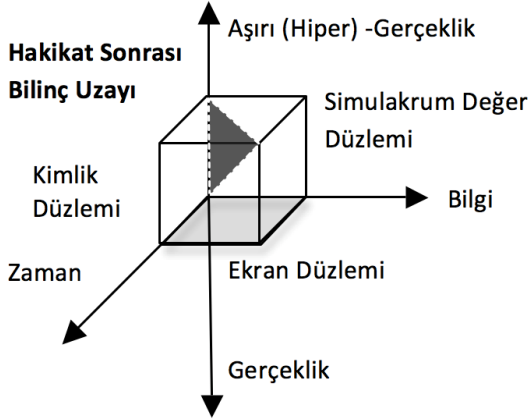 Aşırı (Hiper) -Gerçeklik
Hakikat Sonrası
Bilinç Uzayı
Simulakrum Değer
Düzlemi
Kimlik
Düzlemi
Bilgi
Zaman
Ekran Düzlemi
Gerçeklik